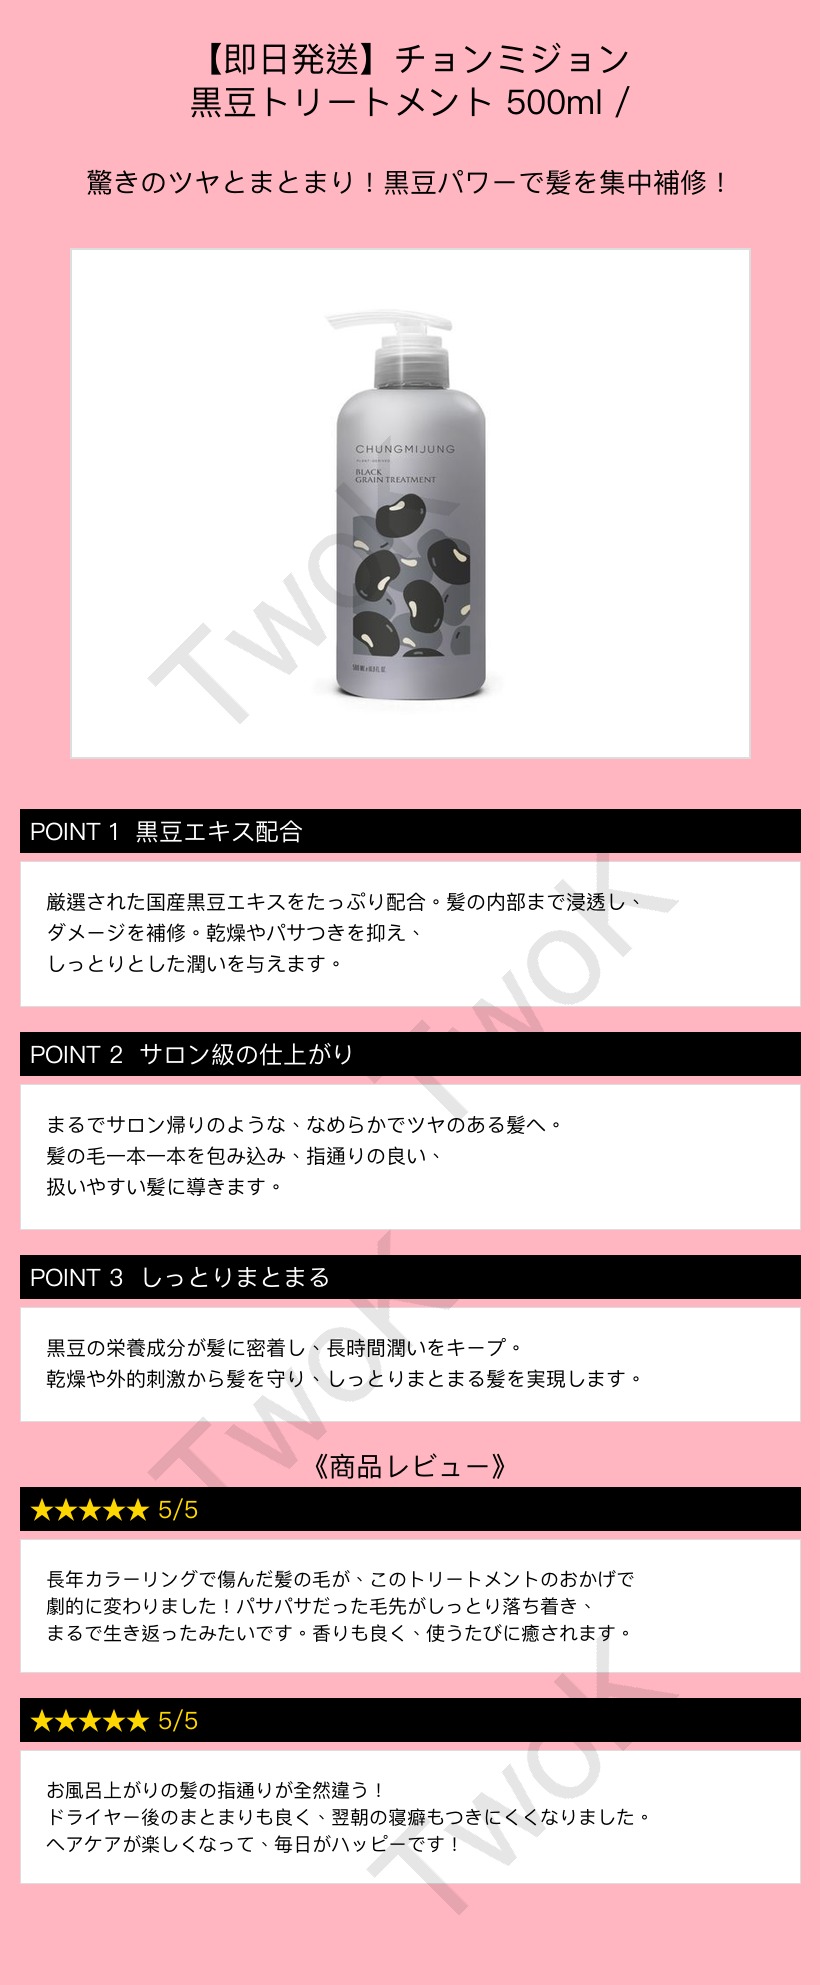 【即日発送】チョンミジョン
黒豆トリートメント 500ml /
驚きのツヤとまとまり！黒豆パワーで髪を集中補修！
CHUNGMIJUNG
BLACK
GRAIN TREATMENT
TwoK
POINT 1 黒豆エキス配合
厳選された国産黒豆エキスをたっぷり配合。髪の内部まで浸透し、
ダメージを補修。乾燥やパサつきを抑え、
しっとりとした潤いを与えます。
TwoK
POINT 2 サロン級の仕上がり
まるでサロン帰りのような、なめらかでツヤのある髪へ。
髪の毛一本一本を包み込み、指通りの良い、
扱いやすい髪に導きます。
POINT 3 しっとりまとまる
黒豆の栄養成分が髪に密着し、長時間潤いをキープ。
乾燥や外的刺激から髪を守り、しっとりまとまる髪を実現します。
TwoK
《商品レビュー》
★★★★★ 5/5
長年カラーリングで傷んだ髪の毛が、このトリートメントのおかげで
劇的に変わりました！パサパサだった毛先がしっとり落ち着き、
まるで生き返ったみたいです。香りも良く、使うたびに癒されます。
★★★★★ 5/5
お風呂上がりの髪の指通りが全然違う！
ドライヤー後のまとまりも良く、翌朝の寝癖もつきにくくなりました。
ヘアケアが楽しくなって、毎日がハッピーです！
TwoK